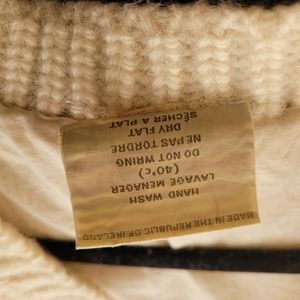 MADE IN THE REPUBLIC OF IRELAND
HAND WASH
LAVAGE MENAGER
(40°c)
DO NOT WRING
NE PAS TORDRE
DRY FLAT
SÉCHER A PLAT